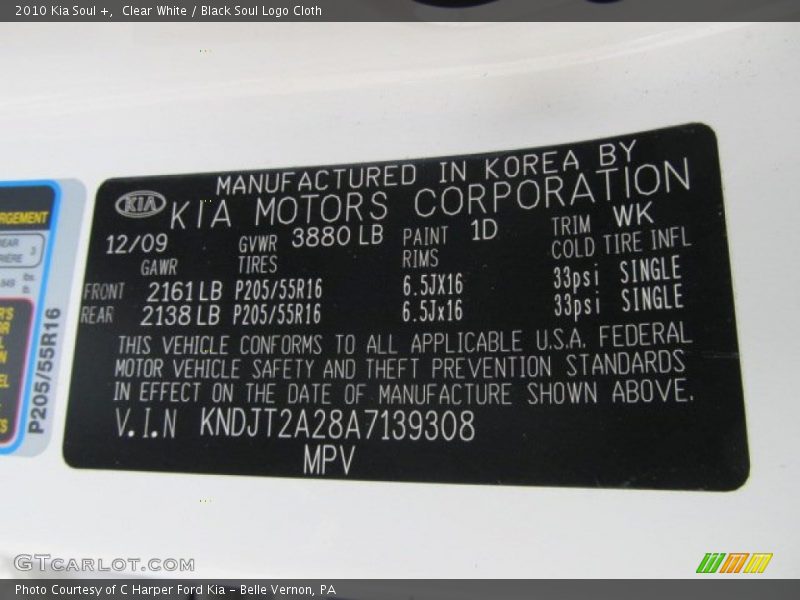 2010 Kia Soul +,  Clear White / Black Soul Logo Cloth
MANUFACTURED IN KOREA BY
KIA KIA MOTORS CORPORATION
12/09 GVWR 3880 LB PAINT 1D TRIM WK
GAWR TIRES RIMS COLD TIRE INFL
FRONT 2161 LB P205/55R16 6.5JX16 33psi SINGLE
REAR 2138 LB P205/55R16 6.5Jx16 33psi SINGLE
THIS VEHICLE CONFORMS TO ALL APPLICABLE U.S.A. FEDERAL
MOTOR VEHICLE SAFETY AND THEFT PREVENTION STANDARDS
IN EFFECT ON THE DATE OF MANUFACTURE SHOWN ABOVE.
V.I.N KNDJT2A28A7139308
MPV
REAR 5
lbs.
P205/55R16
GTCARLOT.COM
Photo Courtesy of C Harper Ford Kia - Belle Vernon, PA